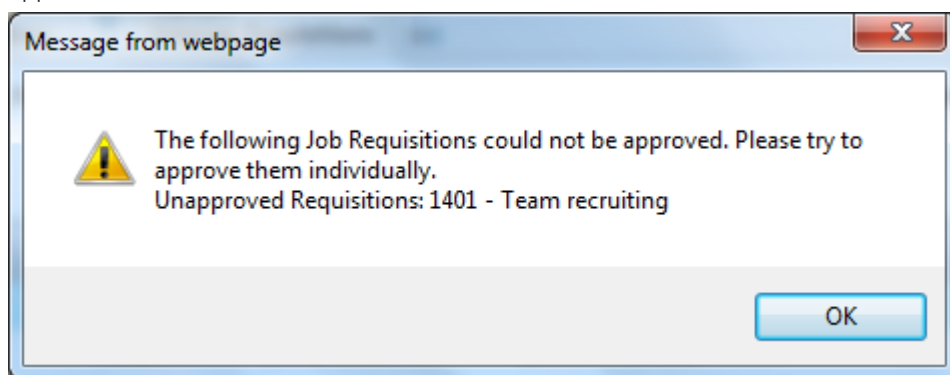 Message from webpage
The following Job Requisitions could not be approved. Please try to
approve them individually.
Unapproved Requisitions: 1401 - Team recruiting
OK